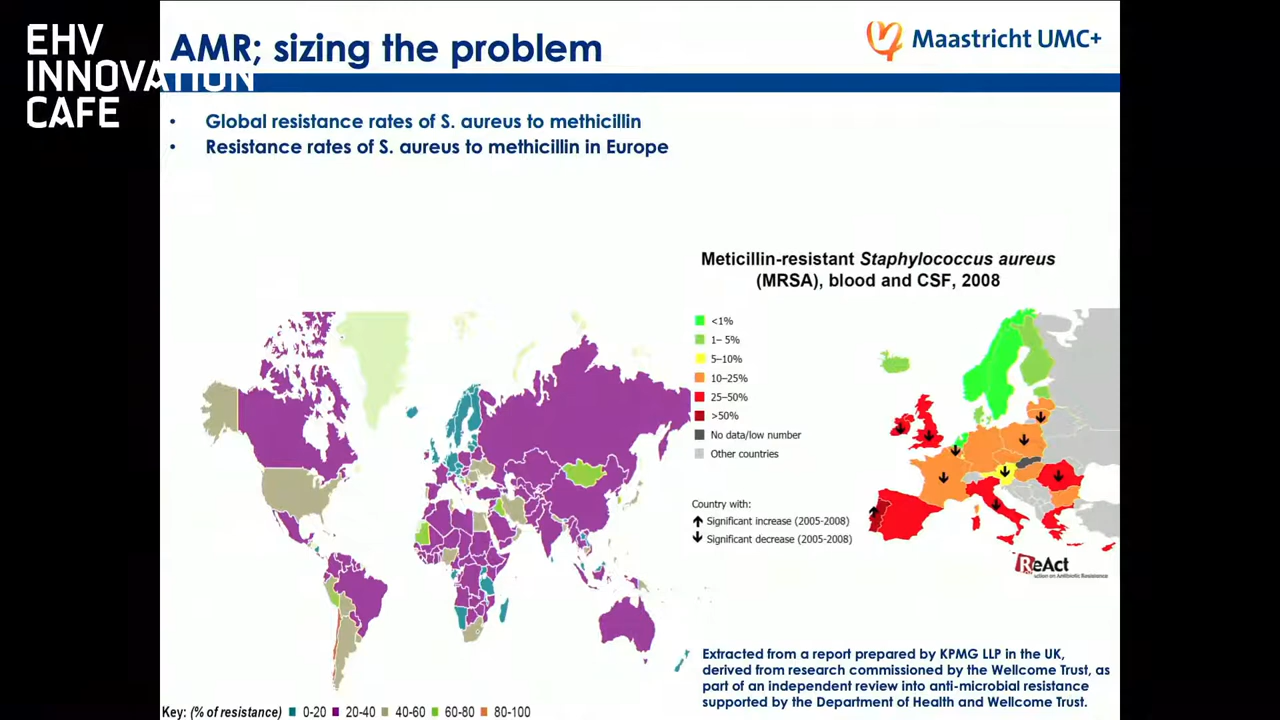 EHV
INNOVATION
CAFE
AMR; sizing the problem
Maastricht UMC+
• Global resistance rates of S. aureus to methicillin
• Resistance rates of S. aureus to methicillin in Europe
Meticillin-resistant Staphylococcus aureus
(MRSA), blood and CSF, 2008
<1%
1– 5%
5–10%
10–25%
25–50%
>50%
No data/low number
Other countries
Country with:
Significant increase (2005-2008)
Significant decrease (2005-2008)
ReAct
Action on Antibiotic Resistance
Extracted from a report prepared by KPMG LLP in the UK,
derived from research commissioned by the Wellcome Trust, as
part of an independent review into anti-microbial resistance
supported by the Department of Health and Wellcome Trust.
Key: (% of resistance) 0-20 20-40 40-60 60-80 80-100